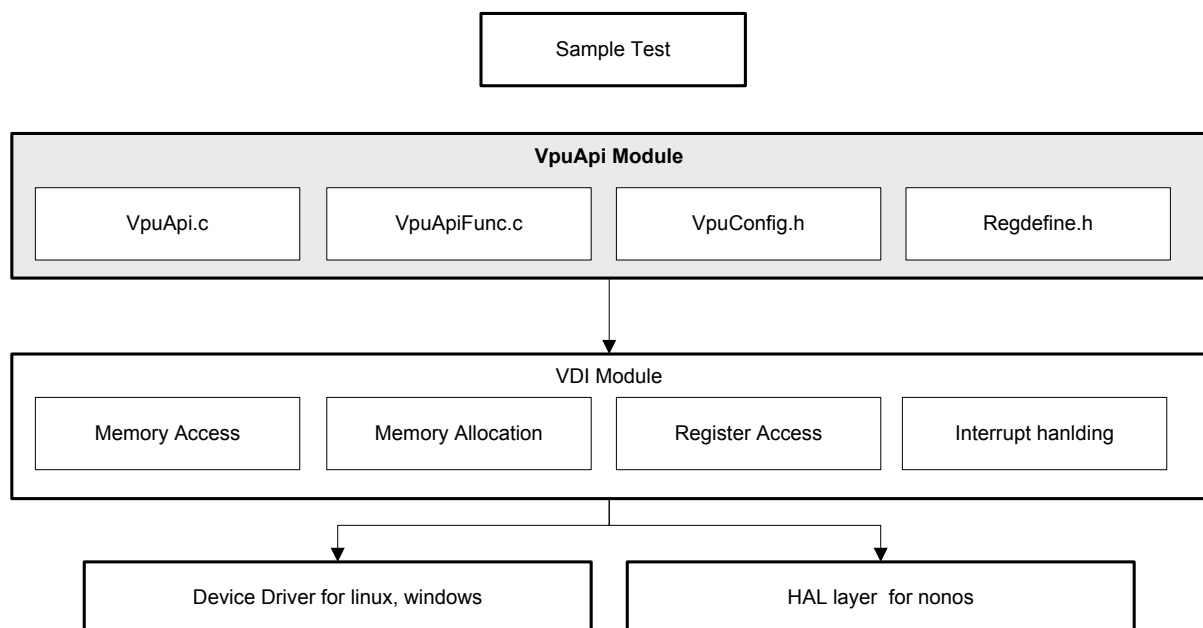 Sample Test
VpuApi Module
VpuApi.c
VpuApiFunc.c
VpuConfig.h
Regdefine.h
VDI Module
Memory Access
Memory Allocation
Register Access
Interrupt hanlding
Device Driver for linux, windows
HAL layer for nonos